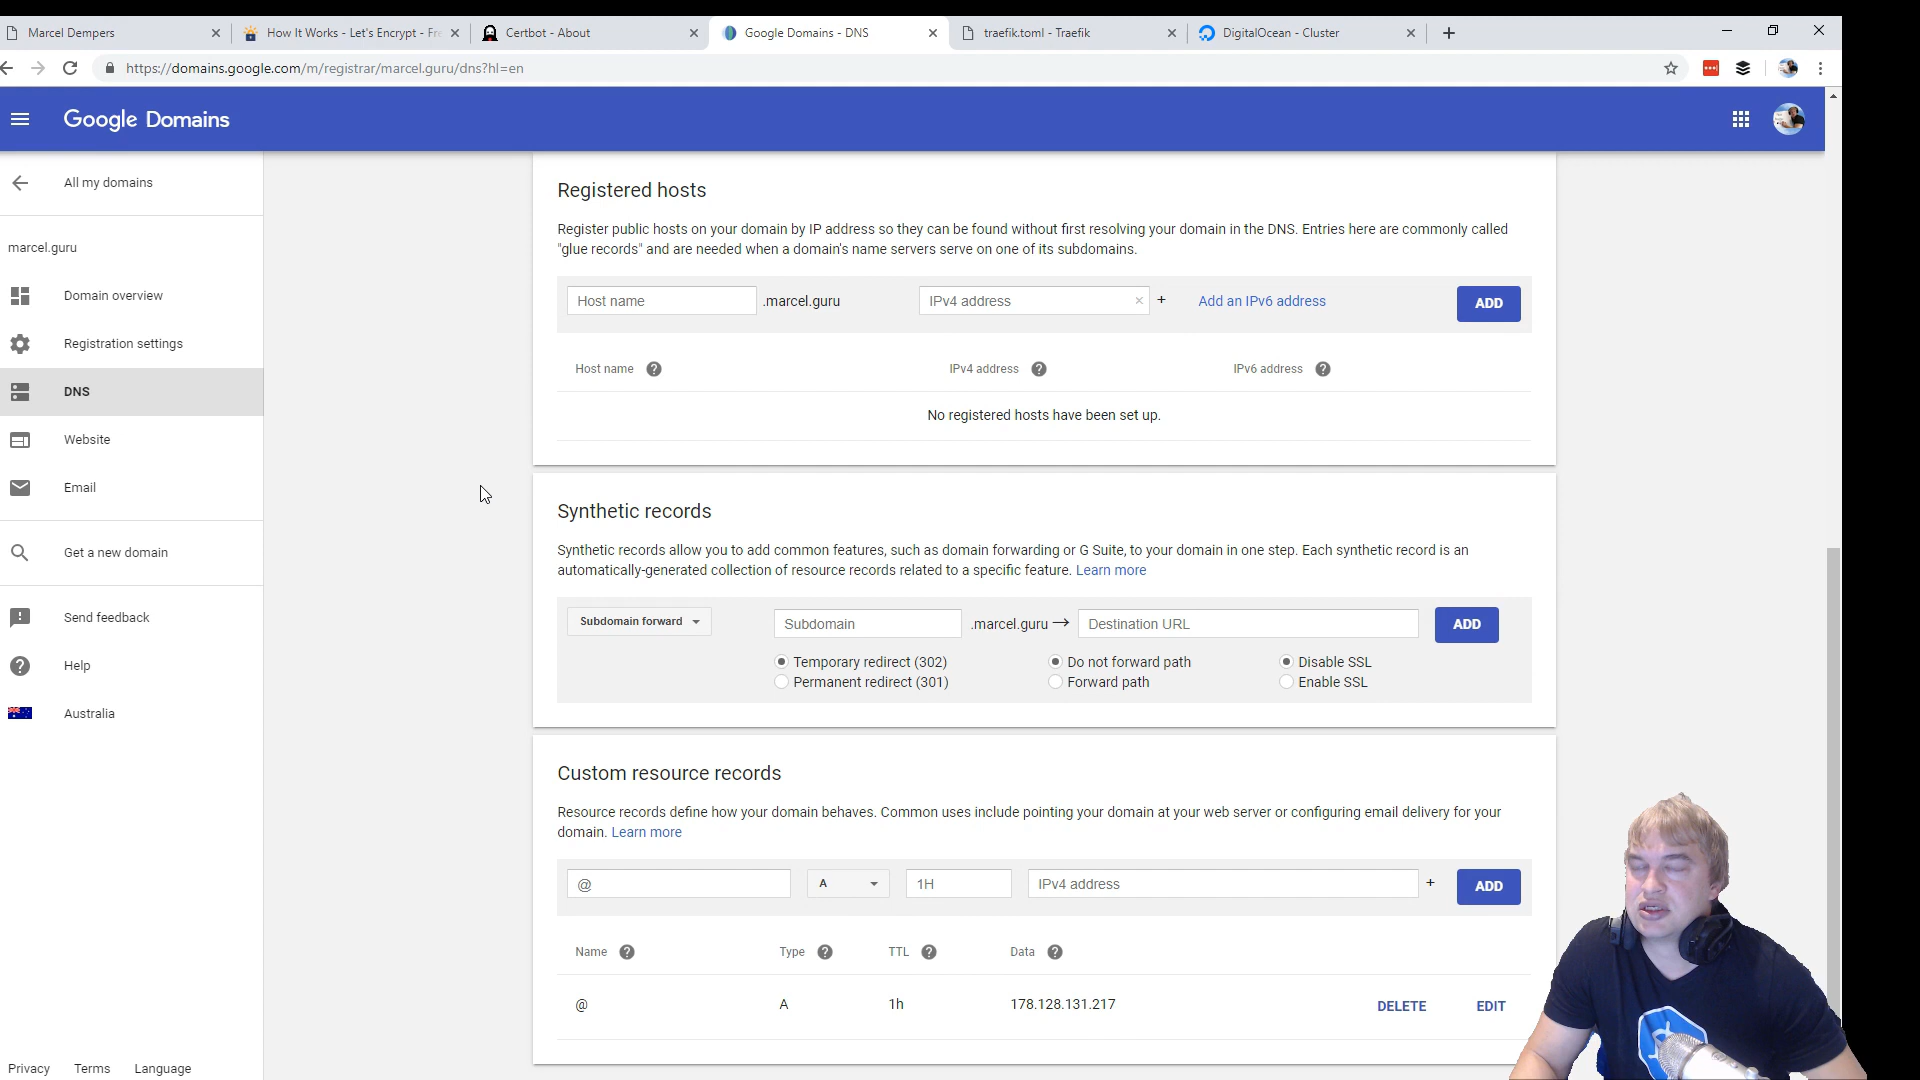 Marcel Dempers
How It Works - Let's Encrypt - Fre
Certbot - About
Google Domains - DNS
traefik.toml - Traefik
DigitalOcean - Cluster
https://domains.google.com/m/registrar/marcel.guru/dns?hl=en
Google Domains
All my domains
marcel.guru
Domain overview
Registration settings
DNS
Website
Email
Get a new domain
Send feedback
Help
Australia
Privacy Terms Language
Registered hosts
Register public hosts on your domain by IP address so they can be found without first resolving your domain in the DNS. Entries here are commonly called
"glue records" and are needed when a domain's name servers serve on one of its subdomains.
Host name .marcel.guru IPv4 address × + Add an IPv6 address ADD
Host name ? IPv4 address ? IPv6 address ?
No registered hosts have been set up.
Synthetic records
Synthetic records allow you to add common features, such as domain forwarding or G Suite, to your domain in one step. Each synthetic record is an
automatically-generated collection of resource records related to a specific feature. Learn more
Subdomain forward Subdomain .marcel.guru → Destination URL ADD
Temporary redirect (302) Do not forward path Disable SSL
Permanent redirect (301) Forward path Enable SSL
Custom resource records
Resource records define how your domain behaves. Common uses include pointing your domain at your web server or configuring email delivery for your
domain. Learn more
@ A 1H IPv4 address + ADD
Name ? Type ? TTL ? Data ?
@ A 1h 178.128.131.217 DELETE EDIT